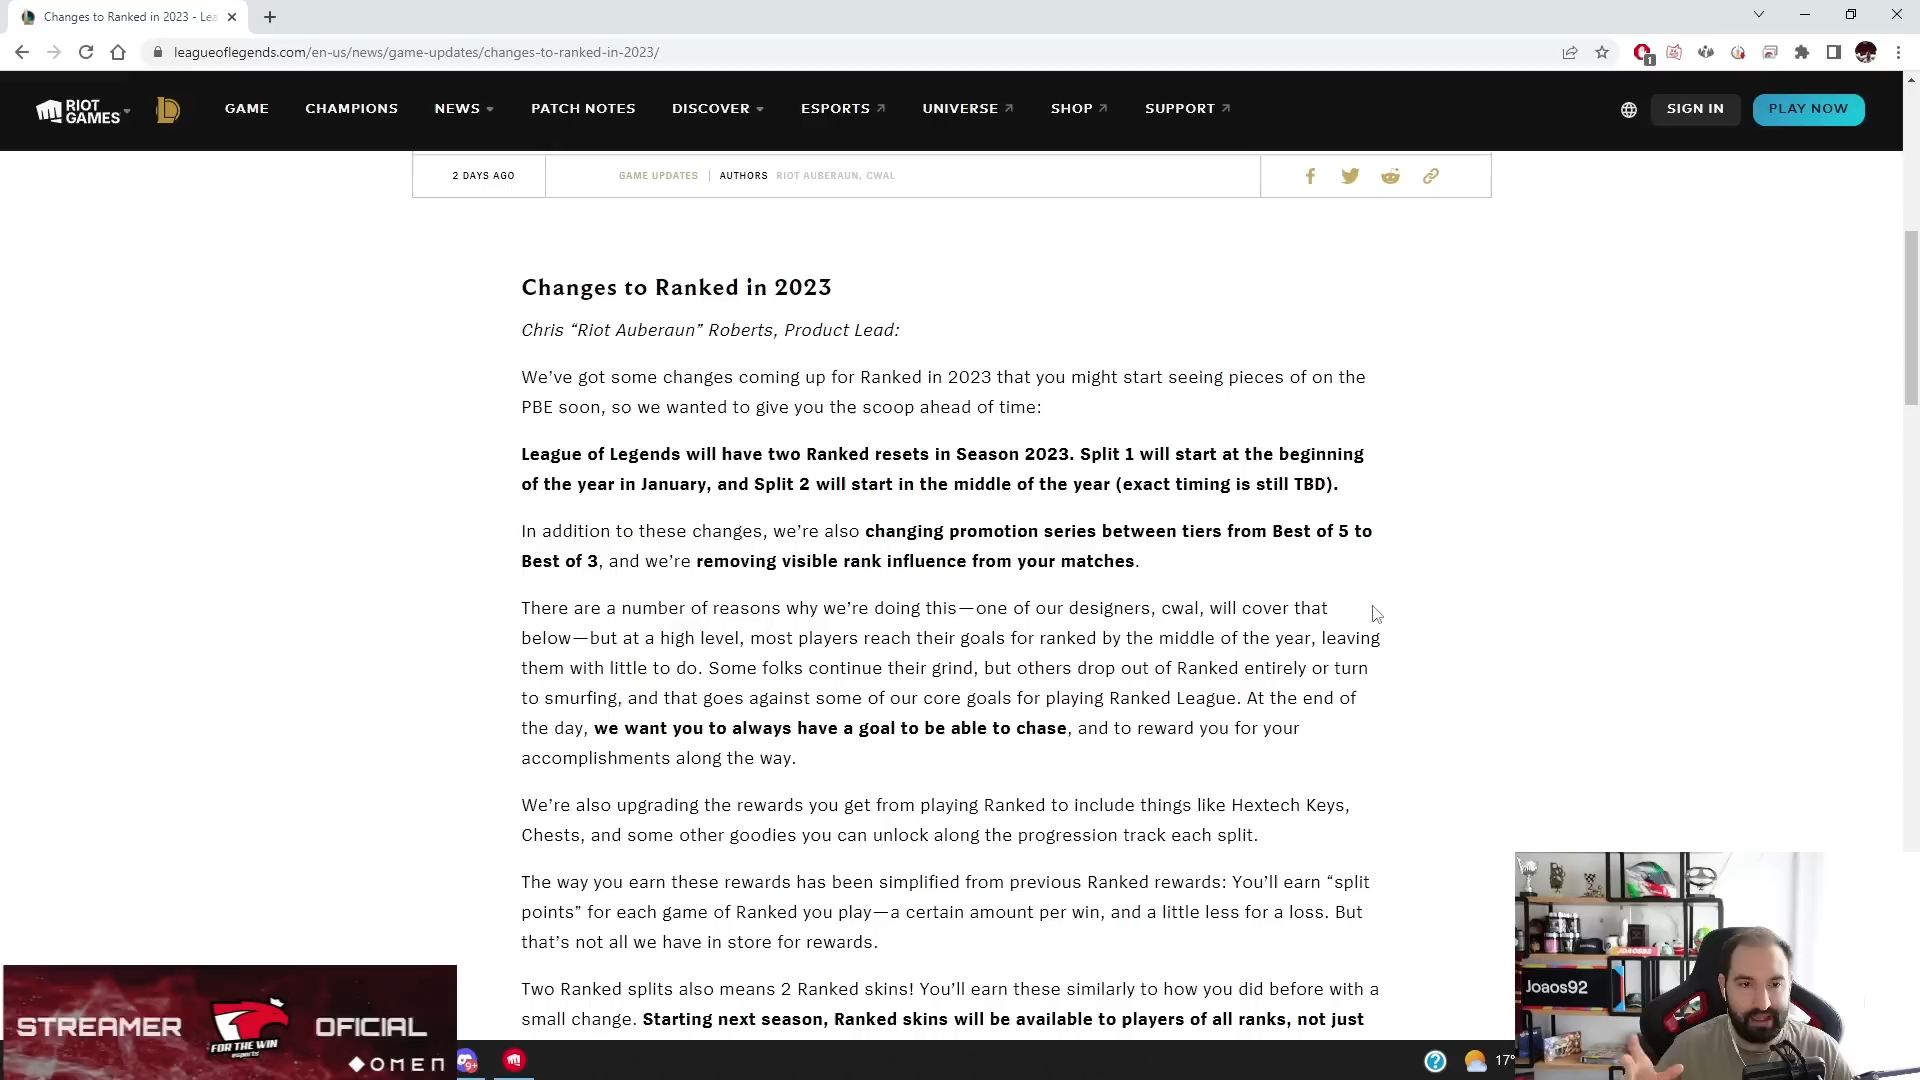 Changes to Ranked in 2023 - Lea
leagueoflegends.com/en-us/news/game-updates/changes-to-ranked-in-2023/
1
RIOT GAMES
GAME
CHAMPIONS
NEWS
PATCH NOTES
DISCOVER
ESPORTS
UNIVERSE
SHOP
SUPPORT
SIGN IN
PLAY NOW
2 DAYS AGO
GAME UPDATES | AUTHORS RIOT AUBERAUN, CWAL
Changes to Ranked in 2023
Chris “Riot Auberaun” Roberts, Product Lead:
We’ve got some changes coming up for Ranked in 2023 that you might start seeing pieces of on the
PBE soon, so we wanted to give you the scoop ahead of time:
League of Legends will have two Ranked resets in Season 2023. Split 1 will start at the beginning
of the year in January, and Split 2 will start in the middle of the year (exact timing is still TBD).
In addition to these changes, we’re also changing promotion series between tiers from Best of 5 to
Best of 3, and we’re removing visible rank influence from your matches.
There are a number of reasons why we’re doing this—one of our designers, cwal, will cover that
below—but at a high level, most players reach their goals for ranked by the middle of the year, leaving
them with little to do. Some folks continue their grind, but others drop out of Ranked entirely or turn
to smurfing, and that goes against some of our core goals for playing Ranked League. At the end of
the day, we want you to always have a goal to be able to chase, and to reward you for your
accomplishments along the way.
We’re also upgrading the rewards you get from playing Ranked to include things like Hextech Keys,
Chests, and some other goodies you can unlock along the progression track each split.
The way you earn these rewards has been simplified from previous Ranked rewards: You’ll earn “split
points” for each game of Ranked you play—a certain amount per win, and a little less for a loss. But
that’s not all we have in store for rewards.
Two Ranked splits also means 2 Ranked skins! You’ll earn these similarly to how you did before with a
small change. Starting next season, Ranked skins will be available to players of all ranks, not just
STREAMER
FOR THE WIN
esports
OFICIAL
OMEN
9+
17°
Joaos92